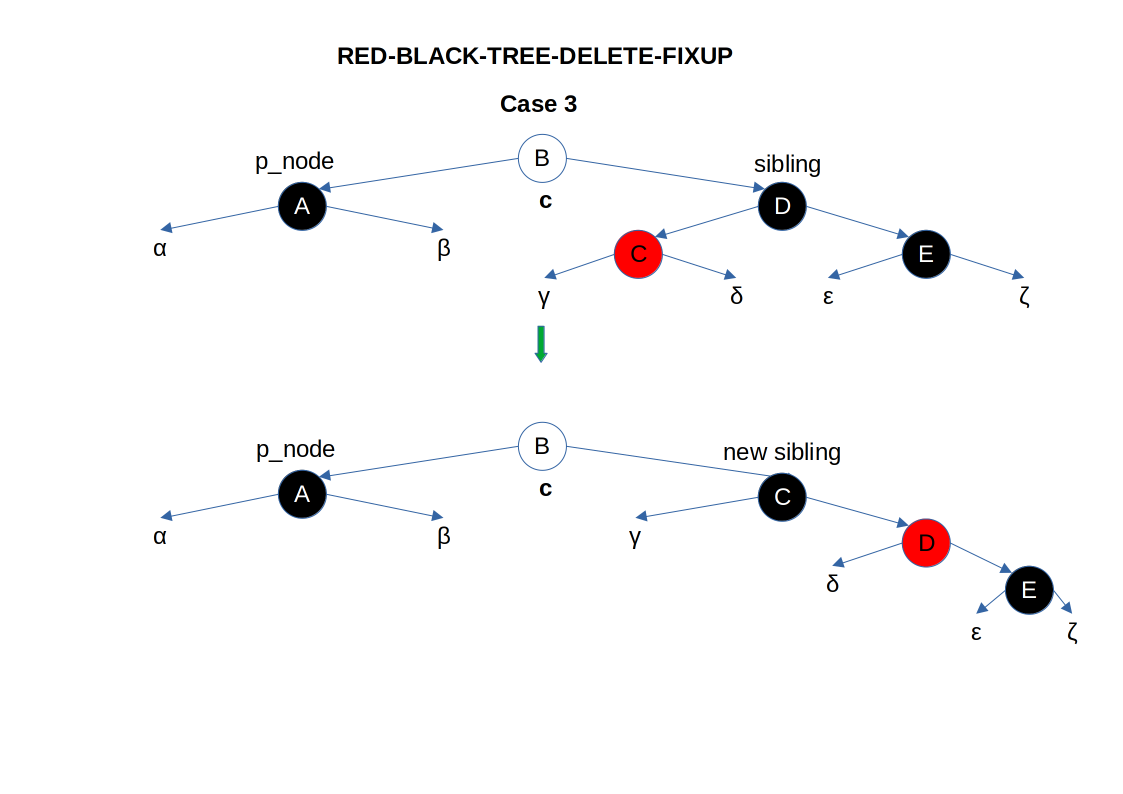 RED-BLACK-TREE-DELETE-FIXUP
Case 3
p_node
B
sibling
c
A
D
α
β
C
E
γ
δ
ε
ζ
p_node
B
new sibling
c
A
C
α
β
γ
D
δ
E
ε
ζ